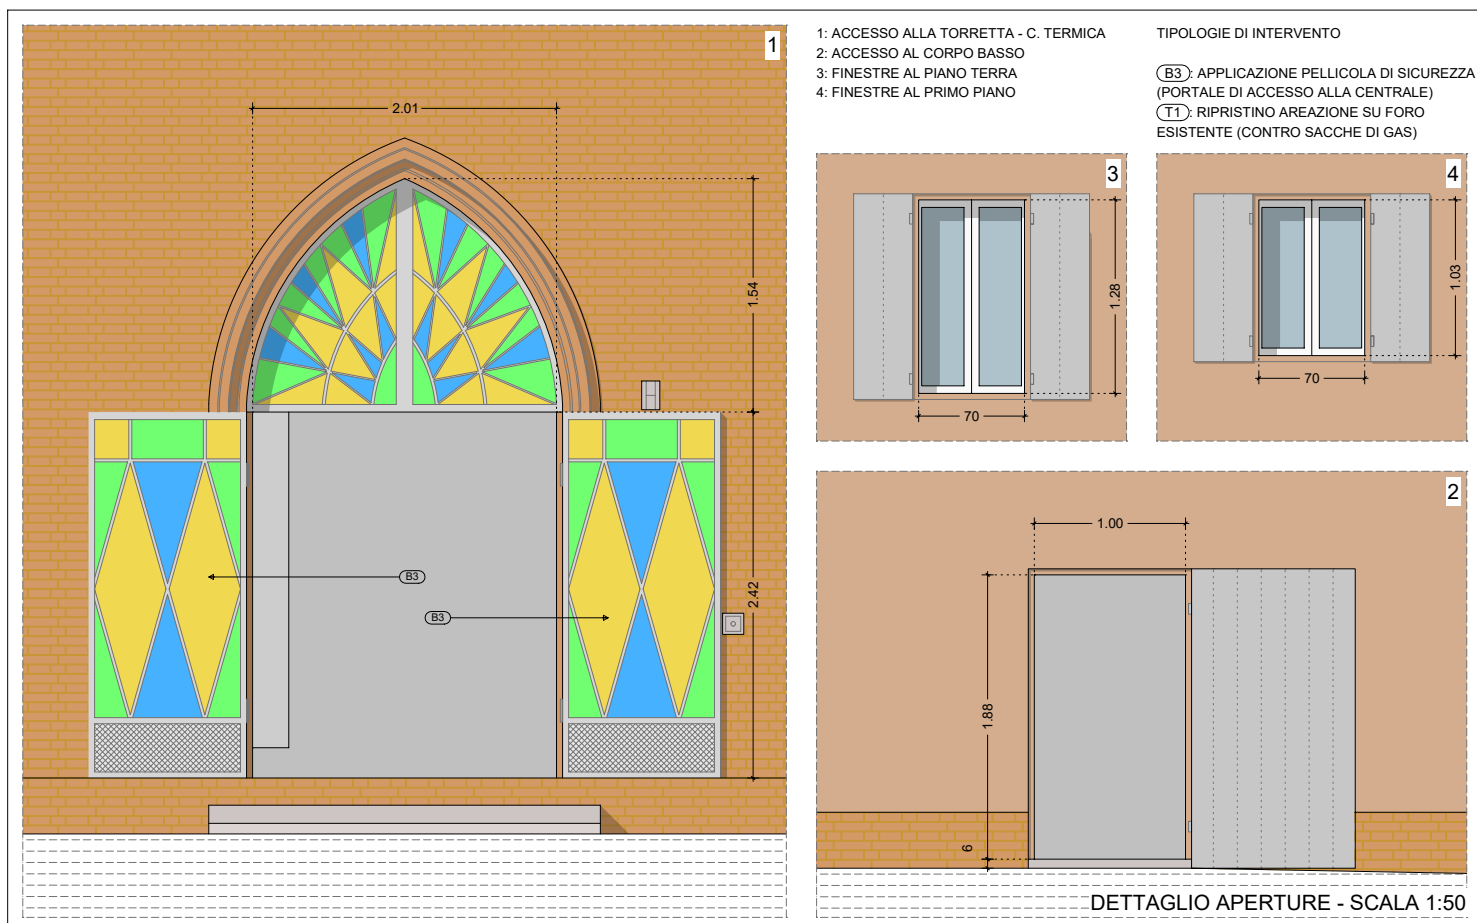 1
2.01
1.54
2.42
B3
B3
1: ACCESSO ALLA TORRETTA - C. TERMICA
2: ACCESSO AL CORPO BASSO
3: FINESTRE AL PIANO TERRA
4: FINESTRE AL PRIMO PIANO
TIPOLOGIE DI INTERVENTO
B3: APPLICAZIONE PELLICOLA DI SICUREZZA
(PORTALE DI ACCESSO ALLA CENTRALE)
T1: RIPRISTINO AREAZIONE SU FORO
ESISTENTE (CONTRO SACCHE DI GAS)
3
1.28
70
4
1.03
70
2
1.00
1.88
6
DETTAGLIO APERTURE - SCALA 1:50